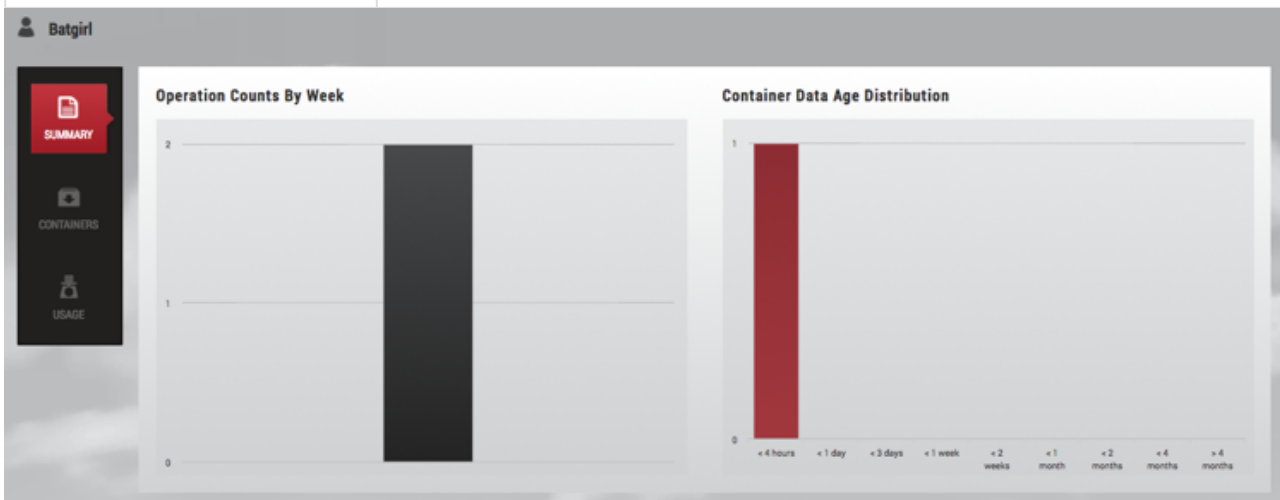 Batgirl
SUMMARY
CONTAINERS
USAGE
Operation Counts By Week
2
1
0
Container Data Age Distribution
1
0
< 4 hours < 1 day < 3 days < 1 week < 2 weeks < 1 month < 2 months < 4 months > 4 months